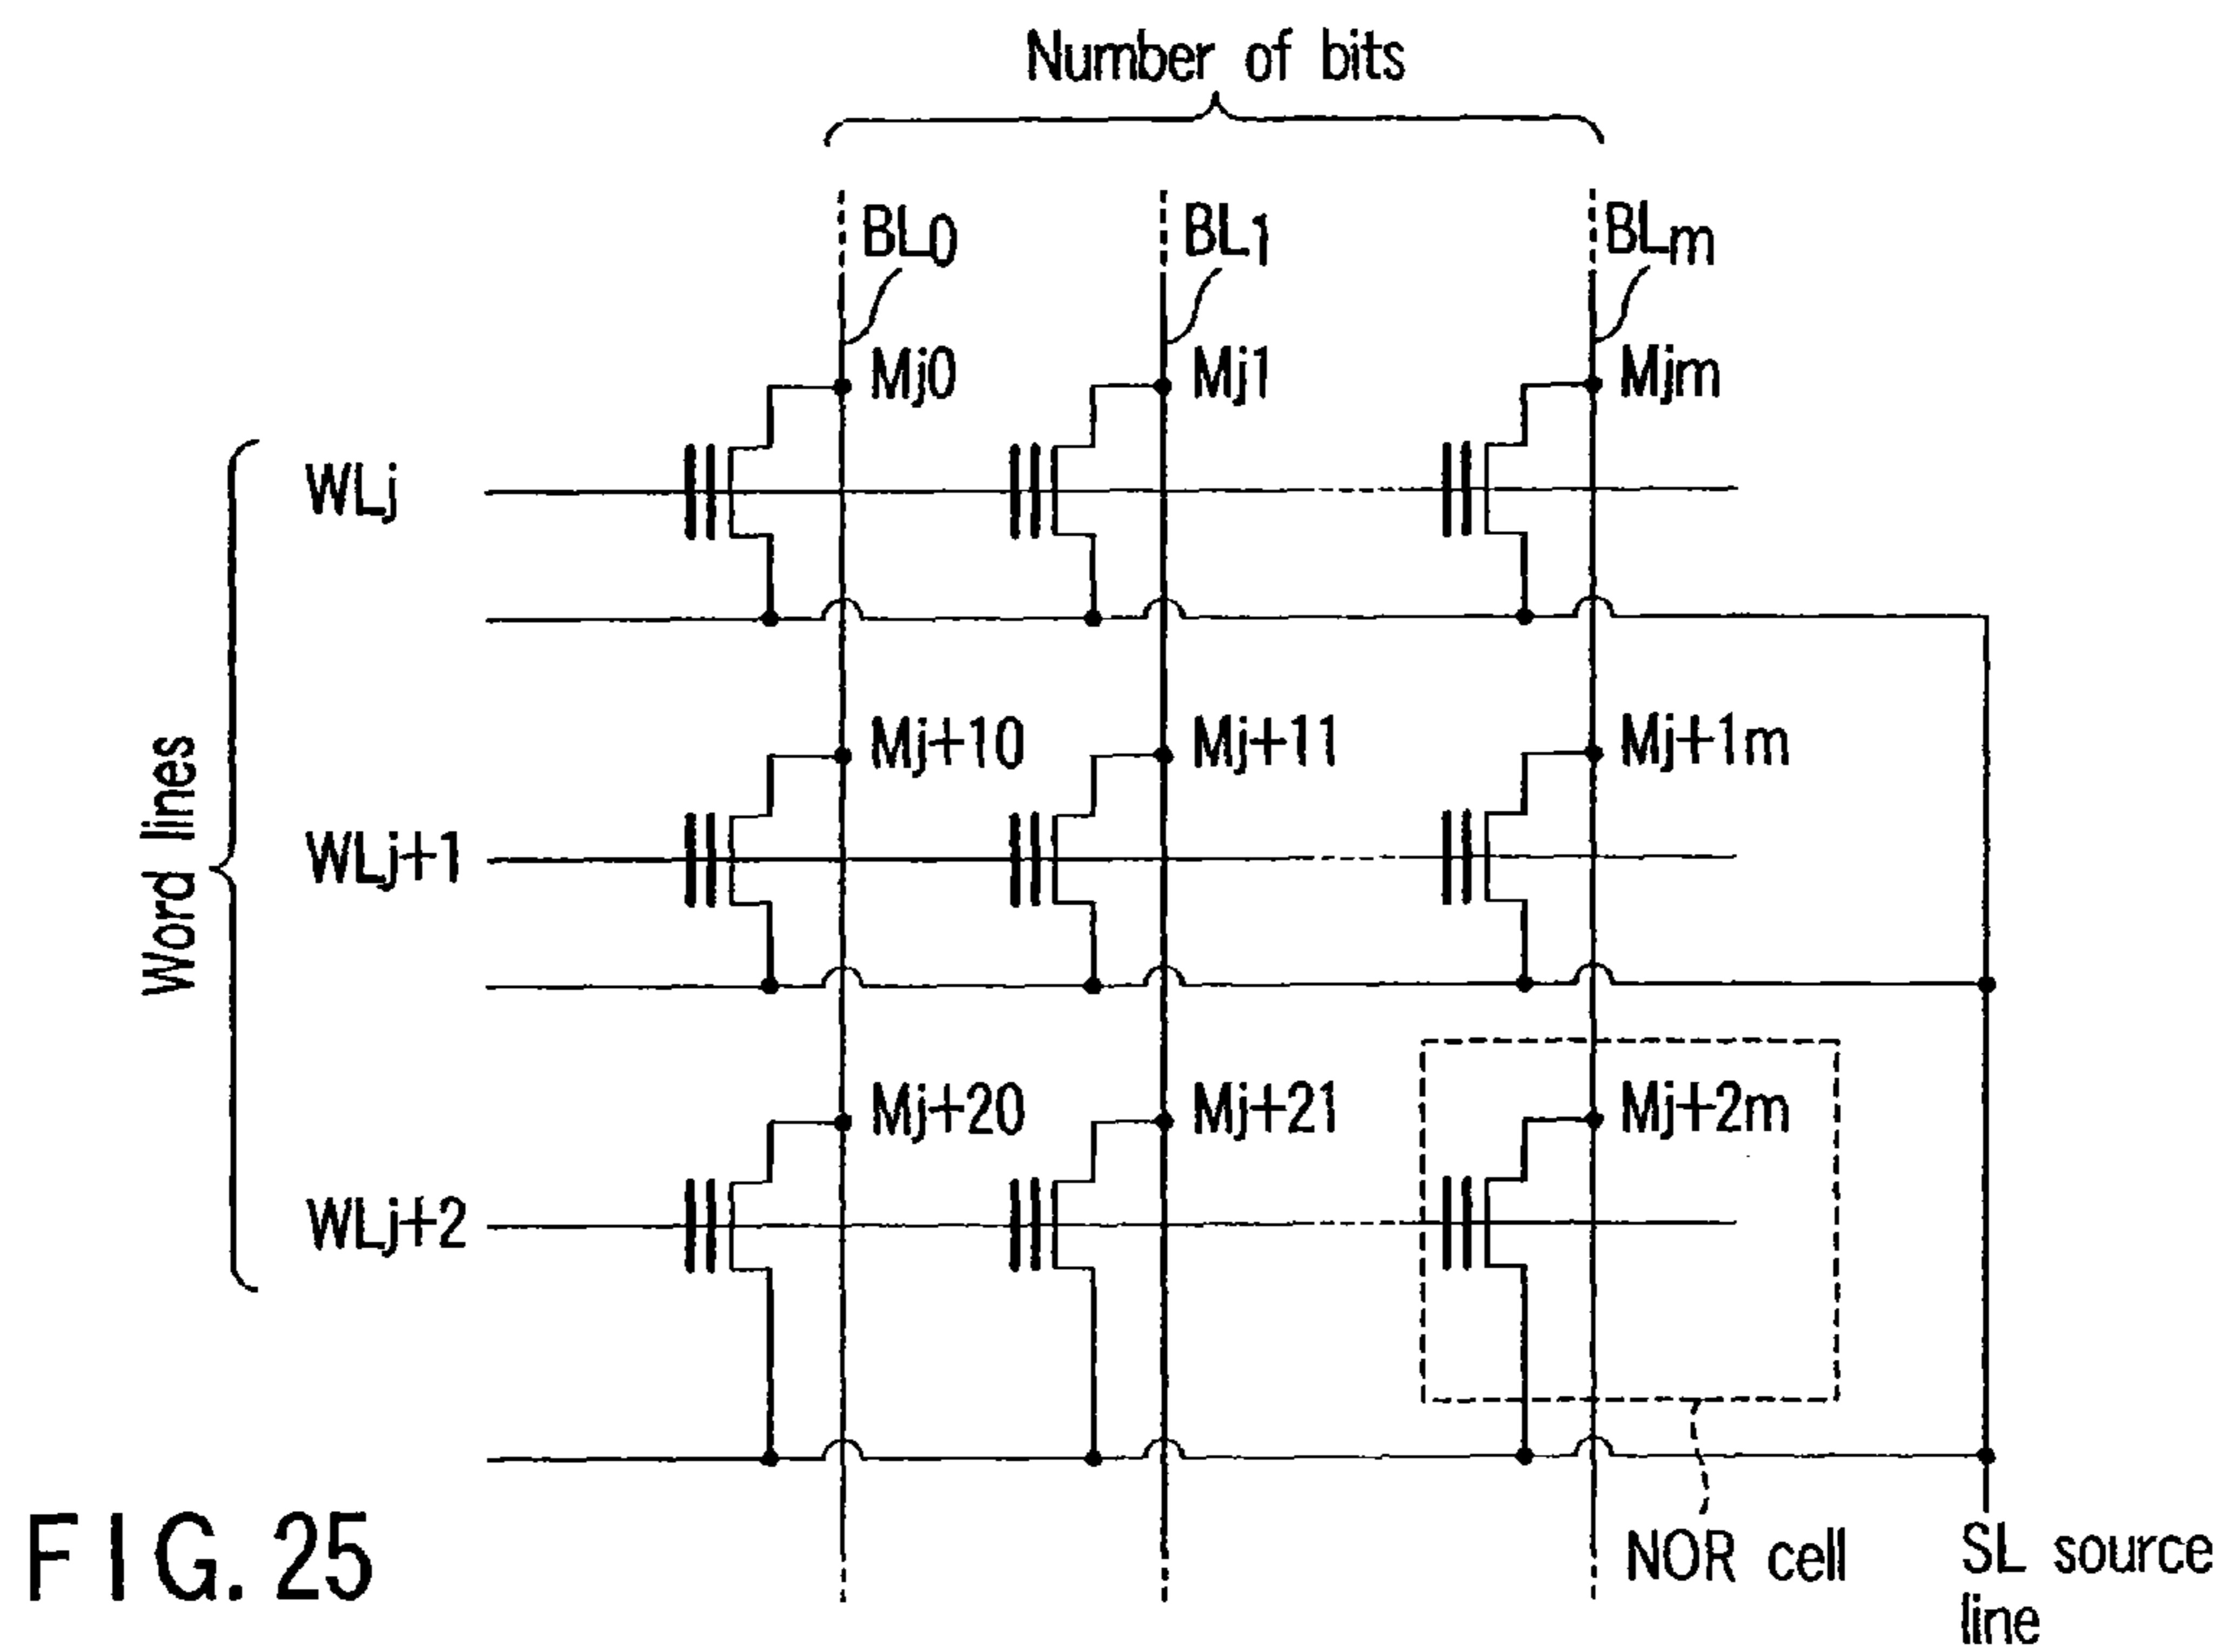 Number of bits
BL0
BL1
BLm
Mj0
Mj1
Mjm
WLj
Mj+10
Mj+11
Mj+1m
Word lines
WLj+1
Mj+20
Mj+21
Mj+2m
WLj+2
FIG. 25
NOR cell
SL source
line